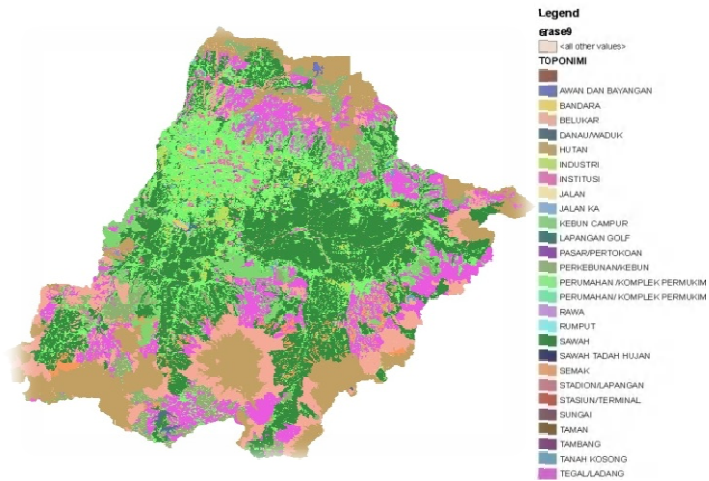 Legend
<all other values>
TOPONIMI
AWAN DAN BAYANGAN
BANDARA
BELUKAR
DANAU/WADUK
HUTAN
INDUSTRI
INSTITUSI
JALAN
JALAN KA
KEBUN CAMPUR
LAPANGAN GOLF
PASAR/PERTOKOAN
PERKEBUNAN/KEBUN
PERUMAHAN /KOMPLEK PERMUKIM
PERUMAHAN/ KOMPLEK PERMUKIM
RAWA
RUMPUT
SAWAH
SAWAH TADAH HUJAN
SEMAK
STADION/LAPANGAN
STASIUN/TERMINAL
SUNGAI
TAMAN
TAMBANG
TANAH KOSONG
TEGAL/LADANG